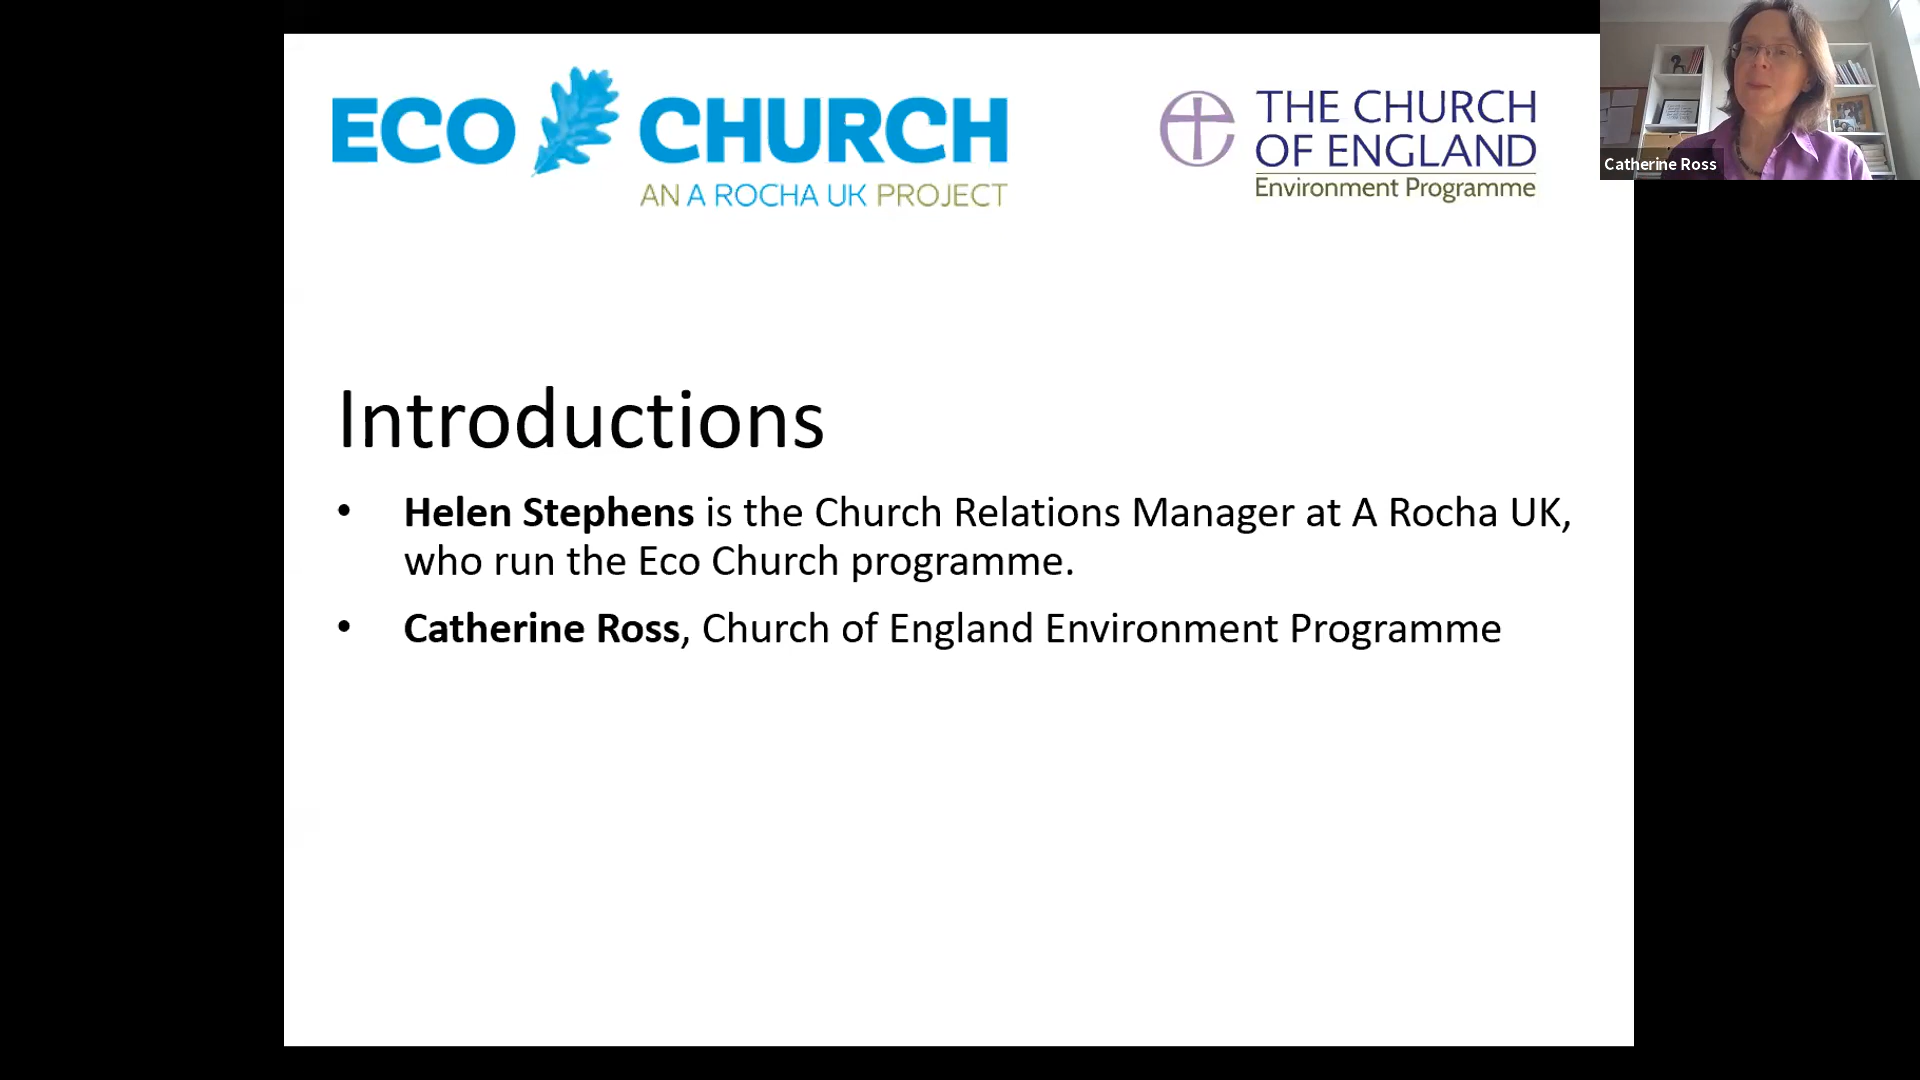 ECO CHURCH
AN A ROCHA UK PROJECT
THE CHURCH
OF ENGLAND
Environment Programme
Catherine Ross
Introductions
• Helen Stephens is the Church Relations Manager at A Rocha UK,
who run the Eco Church programme.
• Catherine Ross, Church of England Environment Programme